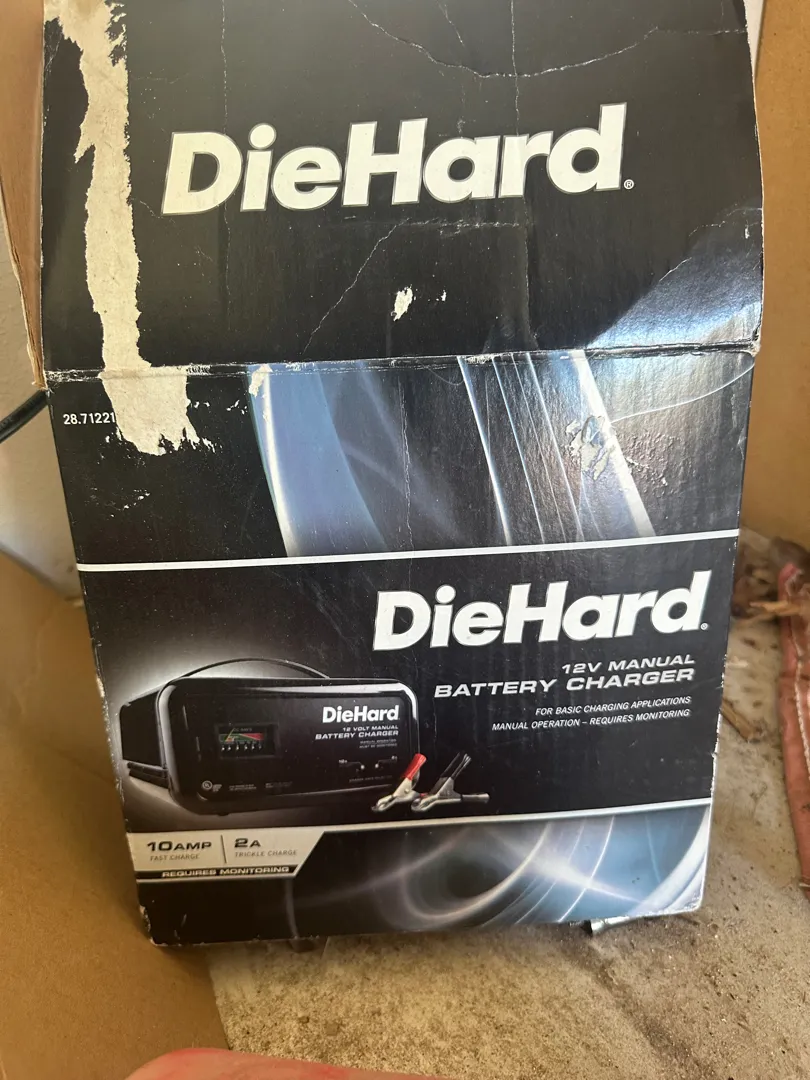 DieHard®
28.71221
DieHard®
12V MANUAL
BATTERY CHARGER
FOR BASIC CHARGING APPLICATIONS
MANUAL OPERATION – REQUIRES MONITORING
DieHard
12 VOLT MANUAL
BATTERY CHARGER
10AMP
FAST CHARGE
2A
TRICKLE CHARGE
REQUIRES MONITORING